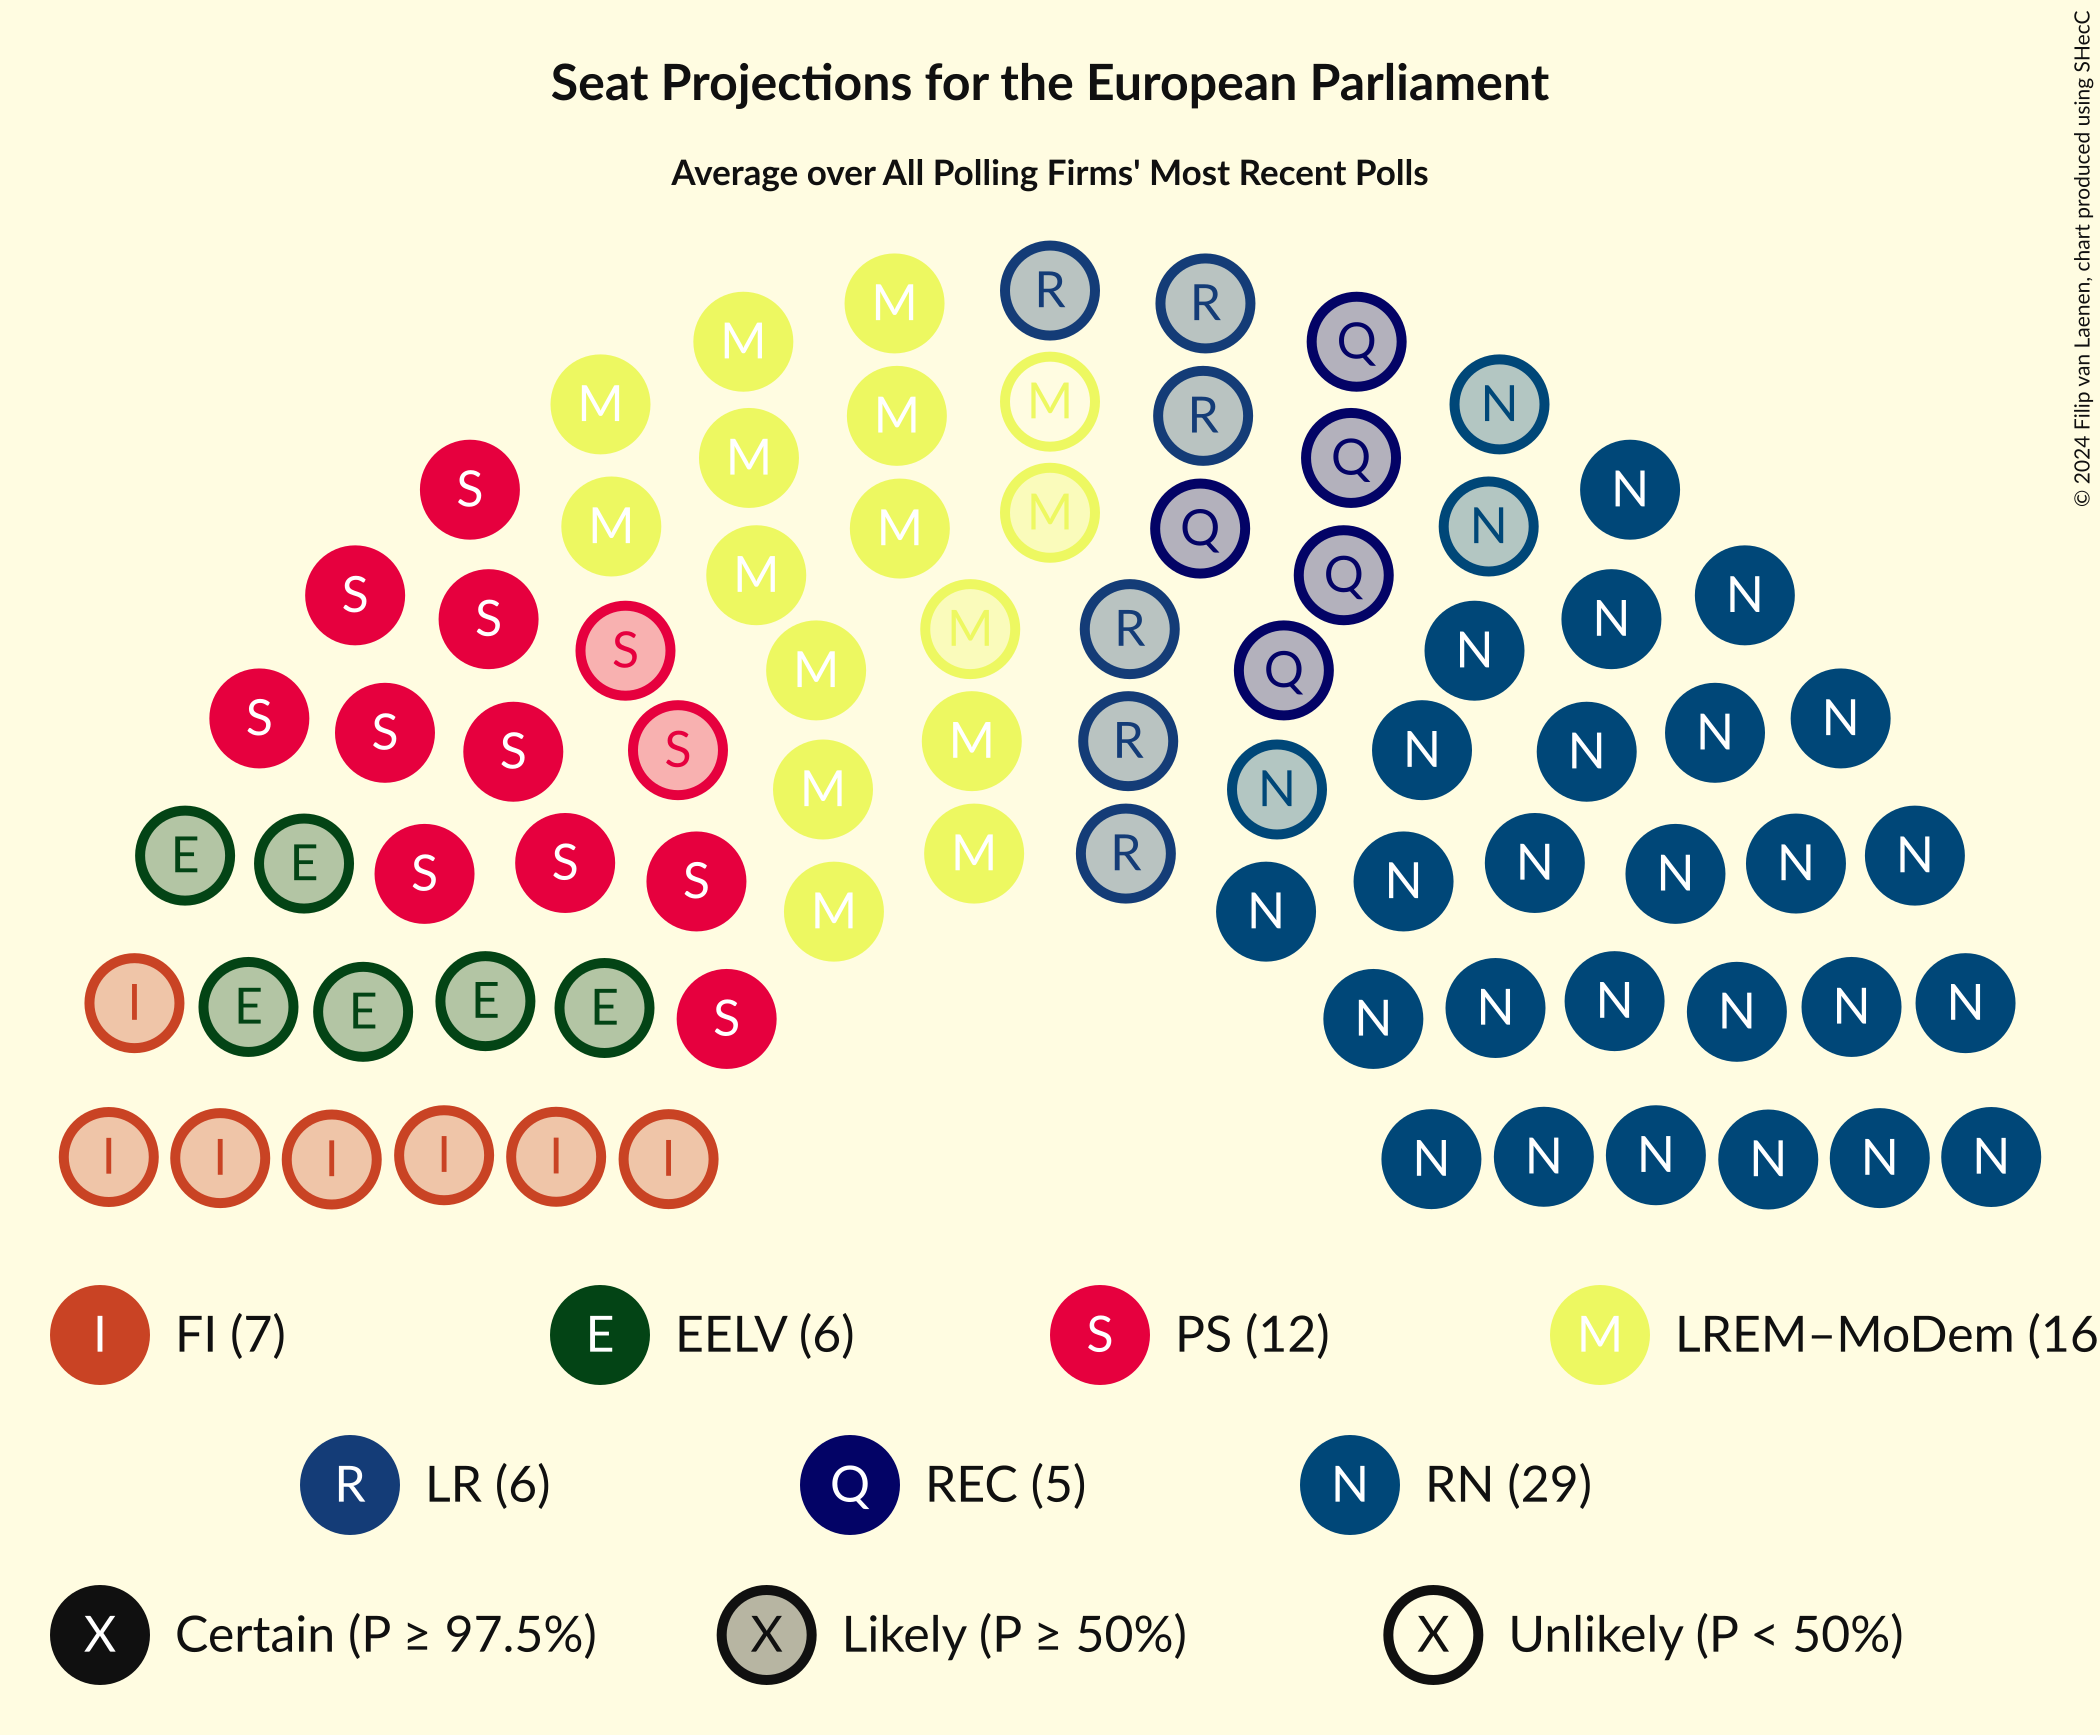 Seat Projections for the European Parliament
Average over All Polling Firms' Most Recent Polls
© 2024 Filip van Laenen, chart produced using SHecC
R
M R R Q
M M N
M M Q
M R
S M M N
M M Q Q N
S M Q N
S M R N
S M Q N
S S M R N N N
S S S M N N N N
E E S S S M M R N N N N N N
I E E E E S N N N N N N
I I I I I I N N N N N N
I FI (7) E EELV (6) S PS (12) M LREM–MoDem (16
R LR (6) Q REC (5) N RN (29)
X Certain (P ≥ 97.5%) X Likely (P ≥ 50%) X Unlikely (P < 50%)